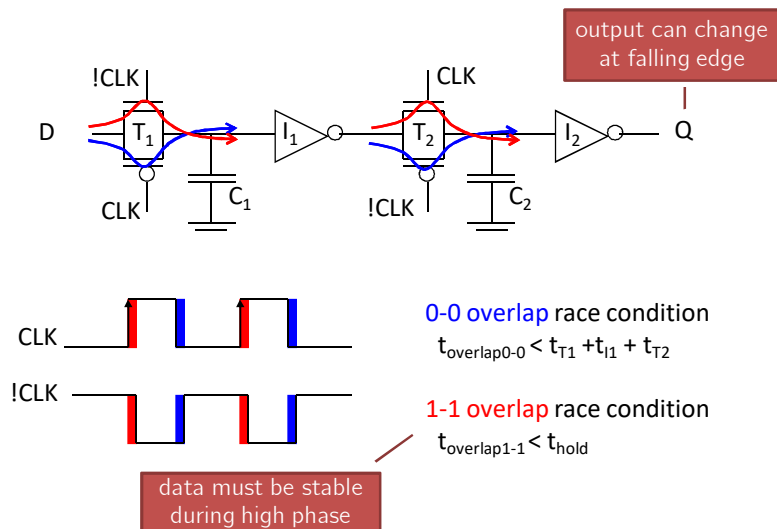 output can change
at falling edge
!CLK
CLK
D
T1
I1
T2
I2
Q
CLK
C1
!CLK
C2
CLK
!CLK
0-0 overlap race condition
toverlap0-0 < tT1 +tI1 + tT2
1-1 overlap race condition
toverlap1-1 < thold
data must be stable
during high phase